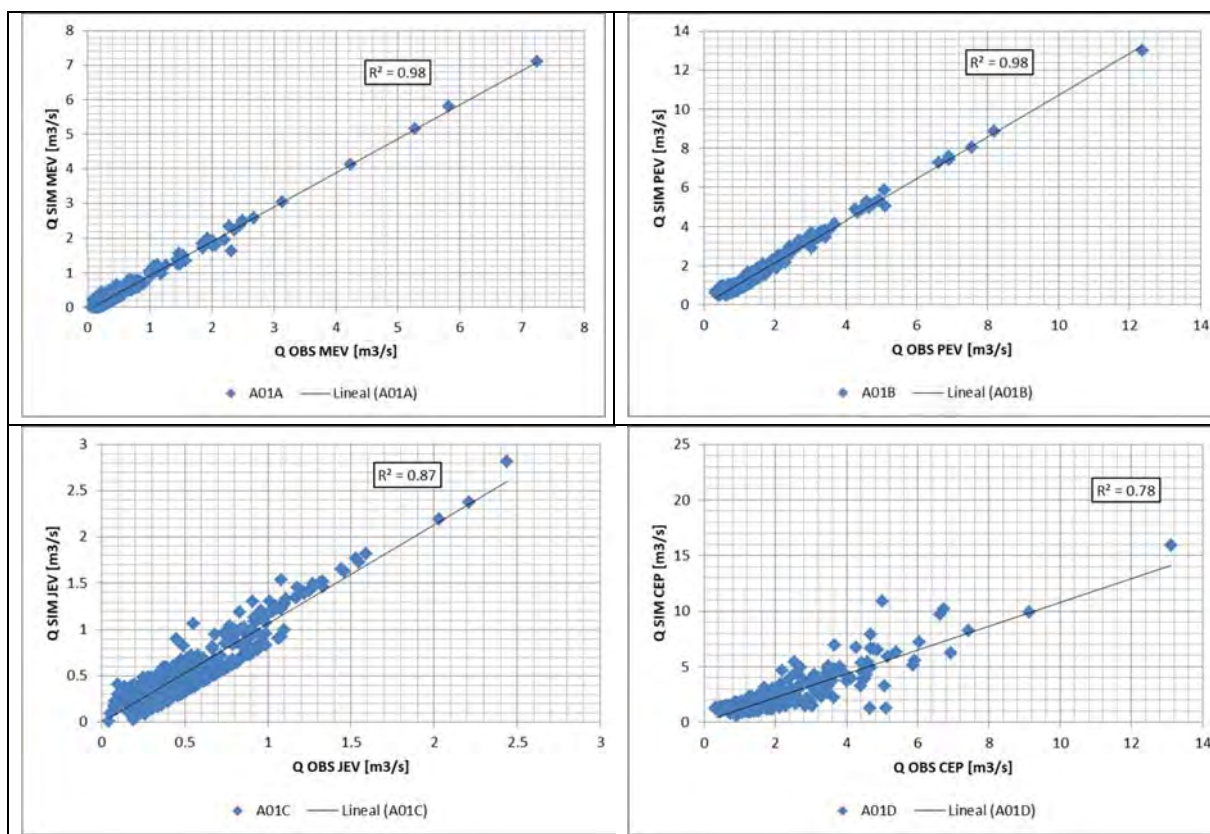 8
7
6
5
4
3
2
1
0
Q SIM MEV [m3/s]
R² = 0.98
0 1 2 3 4 5 6 7 8
Q OBS MEV [m3/s]
A01A Lineal (A01A)
14
12
10
8
6
4
2
0
Q SIM PEV [m3/s]
R² = 0.98
0 2 4 6 8 10 12 14
Q OBS PEV [m3/s]
A01B Lineal (A01B)
3
2.5
2
1.5
1
0.5
0
Q SIM JEV [m3/s]
R² = 0.87
0 0.5 1 1.5 2 2.5 3
Q OBS JEV [m3/s]
A01C Lineal (A01C)
25
20
15
10
5
0
Q SIM CEP [m3/s]
R² = 0.78
0 2 4 6 8 10 12 14
Q OBS CEP [m3/s]
A01D Lineal (A01D)